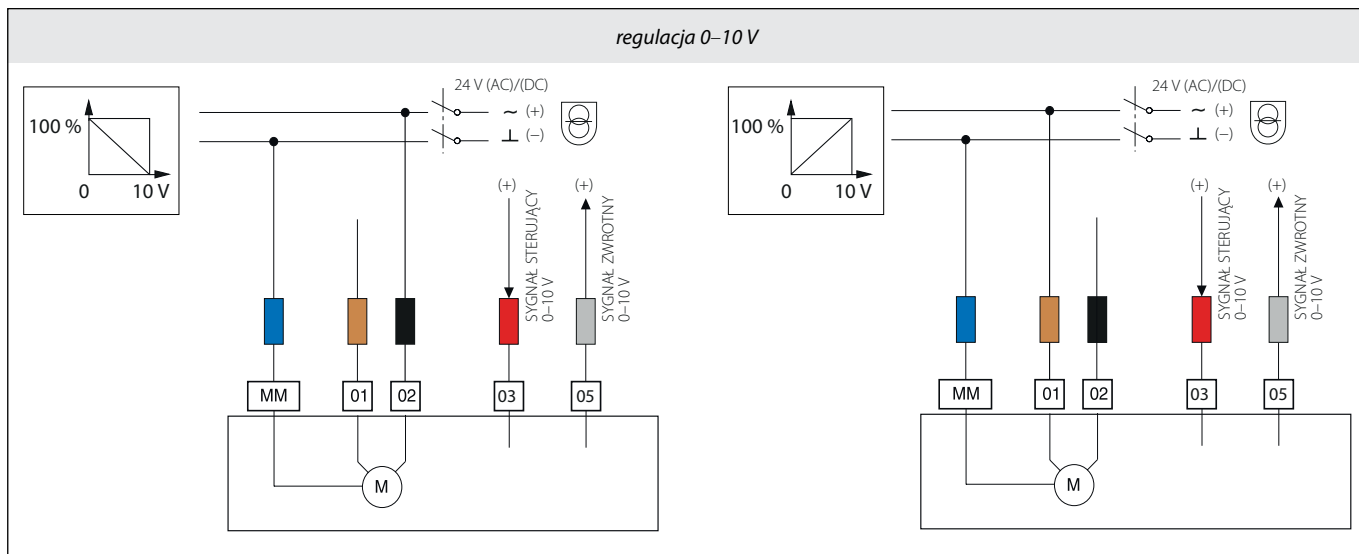 regulacja 0–10 V
24 V (AC)/(DC)
~ (+)
⊥ (–)
100 %
0
10 V
(+)
SYGNAŁ STERUJĄCY
0–10 V
(+)
SYGNAŁ ZWROTNY
0–10 V
MM
01
02
03
05
M
24 V (AC)/(DC)
~ (+)
⊥ (–)
100 %
0
10 V
(+)
SYGNAŁ STERUJĄCY
0–10 V
(+)
SYGNAŁ ZWROTNY
0–10 V
MM
01
02
03
05
M